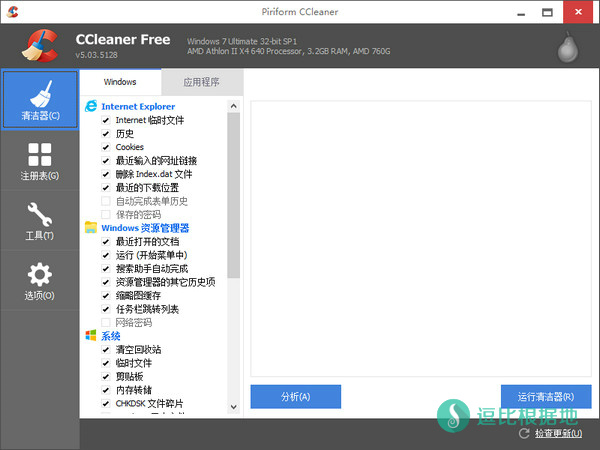 Piriform CCleaner
CCleaner Free
v5.03.5128
Windows 7 Ultimate 32-bit SP1
AMD Athlon II X4 640 Processor, 3.2GB RAM, AMD 760G
清洁器(C)
注册表(G)
工具(T)
选项(O)
Windows
应用程序
Internet Explorer
Internet 临时文件
历史
Cookies
最近输入的网址链接
删除 Index.dat 文件
最近的下载位置
自动完成表单历史
保存的密码
Windows 资源管理器
最近打开的文档
运行 (开始菜单中)
搜索助手自动完成
资源管理器的其它历史项
缩略图缓存
任务栏跳转列表
网络密码
系统
清空回收站
临时文件
剪贴板
内存转储
CHKDSK 文件碎片
分析(A)
运行清洁器(R)
逗比根据地
检查更新(U)